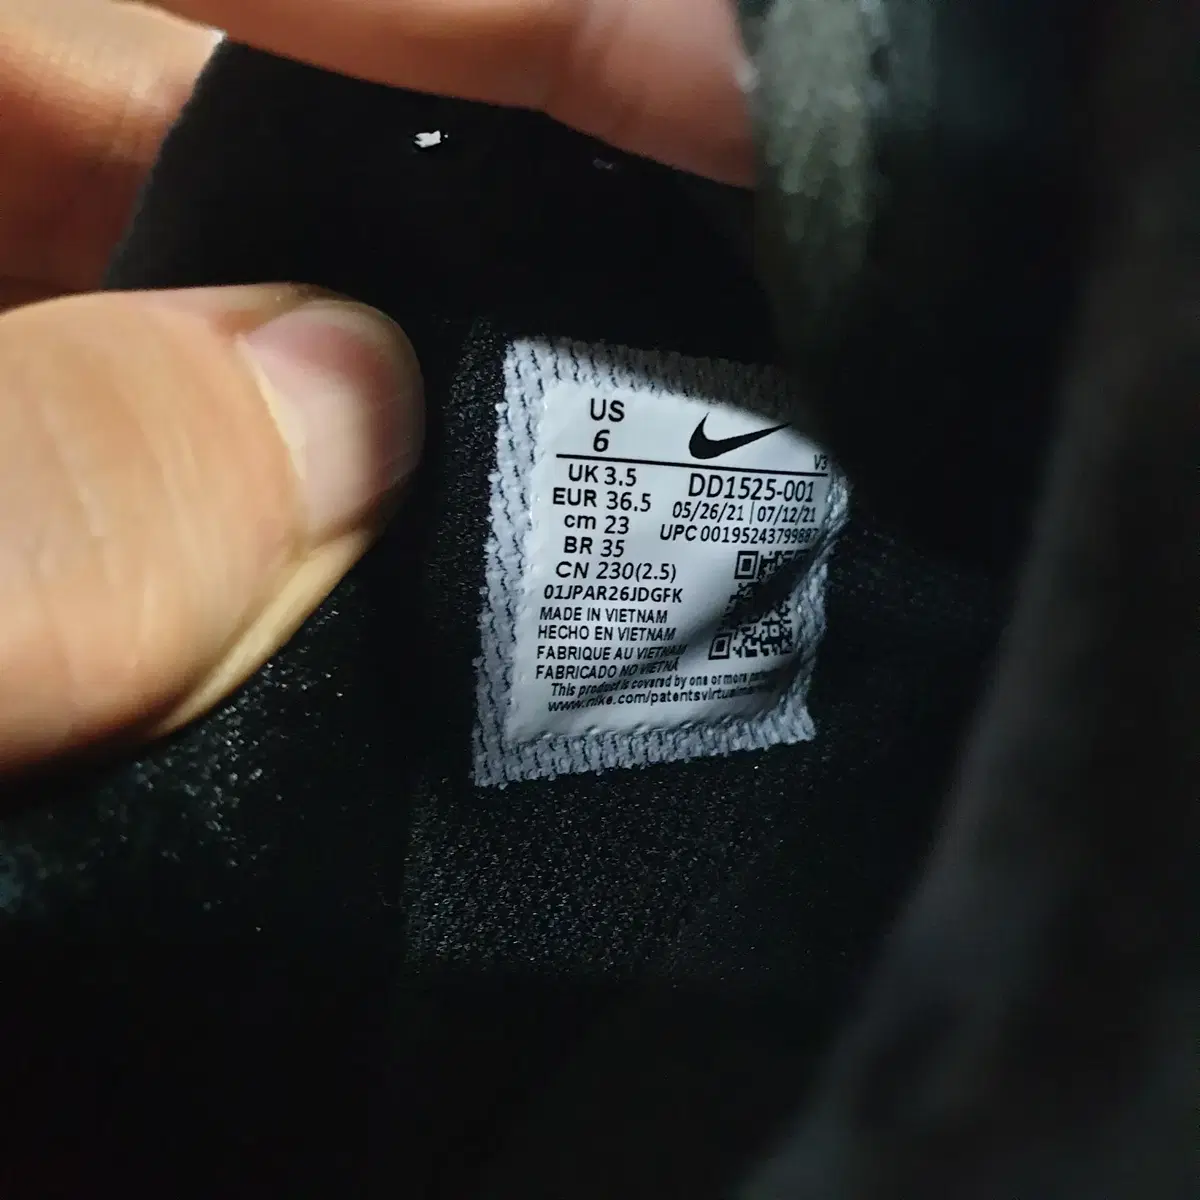 US
6
V3
UK 3.5
DD1525-001
EUR 36.5
05/26/21 | 07/12/21
cm 23
UPC 00195243799887
BR 35
CN 230(2.5)
01JPAR26JDGFK
MADE IN VIETNAM
HECHO EN VIETNAM
FABRIQUE AU VIETNAM
FABRICADO NO VIETNÃ
This product is covered by one or more
www.nike.com/patentsvirtual